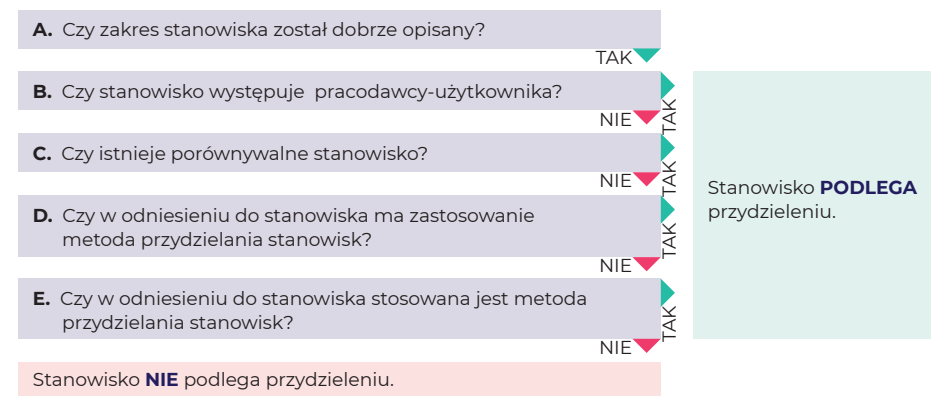 A. Czy zakres stanowiska został dobrze opisany?
TAK
B. Czy stanowisko występuje pracodawcy-użytkownika?
TAK
NIE
C. Czy istnieje porównywalne stanowisko?
TAK
NIE
D. Czy w odniesieniu do stanowiska ma zastosowanie
metoda przydzielania stanowisk?
TAK
NIE
E. Czy w odniesieniu do stanowiska stosowana jest metoda
przydzielania stanowisk?
TAK
NIE
Stanowisko PODLEGA
przydzieleniu.
Stanowisko NIE podlega przydzieleniu.